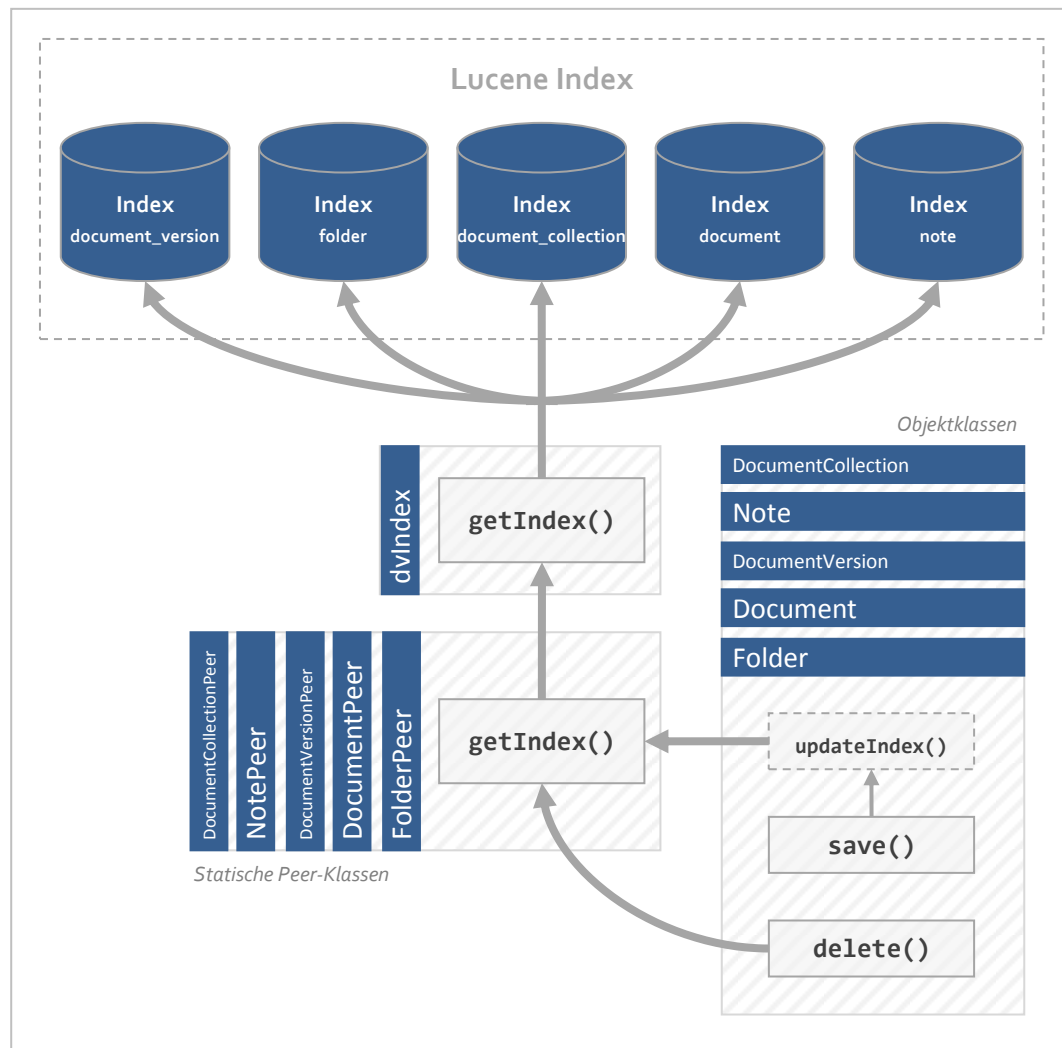 Lucene Index
Index
document_version
Index
folder
Index
document_collection
Index
document
Index
note
Objektklassen
dvIndex
getIndex()
DocumentCollection
Note
DocumentVersion
Document
Folder
DocumentCollectionPeer
NotePeer
DocumentVersionPeer
DocumentPeer
FolderPeer
getIndex()
updateIndex()
save()
Statische Peer-Klassen
delete()